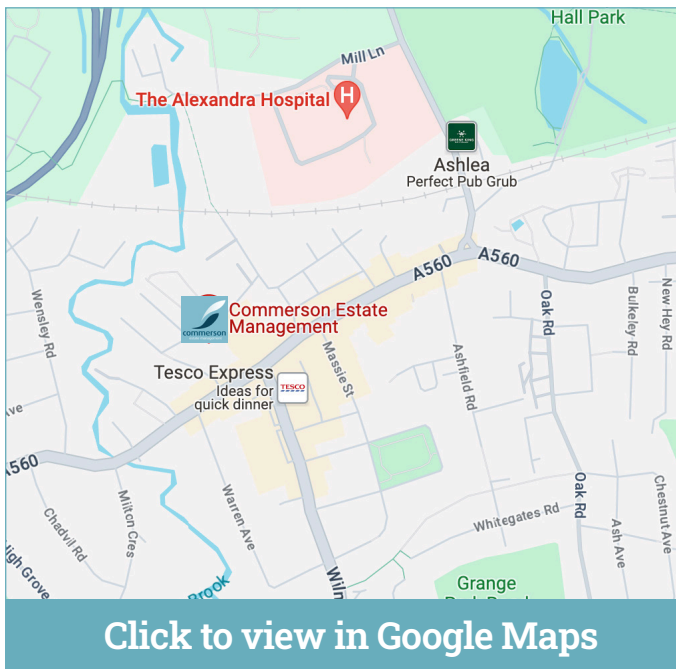 Hall Park
Mill Ln
The Alexandra Hospital
H
Ashlea
Perfect Pub Grub
A560
A560
Wensley Rd
Oak Rd
Bulkeley Rd
New Hey Rd
commerson
Commerson Estate
Management
Massie St
Ashfield Rd
Tesco Express
Ideas for
quick dinner
TESCO
Ave
A560
Milton Cres
Chadvil Rd
High Grove
Warren Ave
Whitegates Rd
Oak Rd
Ash Ave
Chestnut Ave
Brook
Wilm
Grange
Click to view in Google Maps